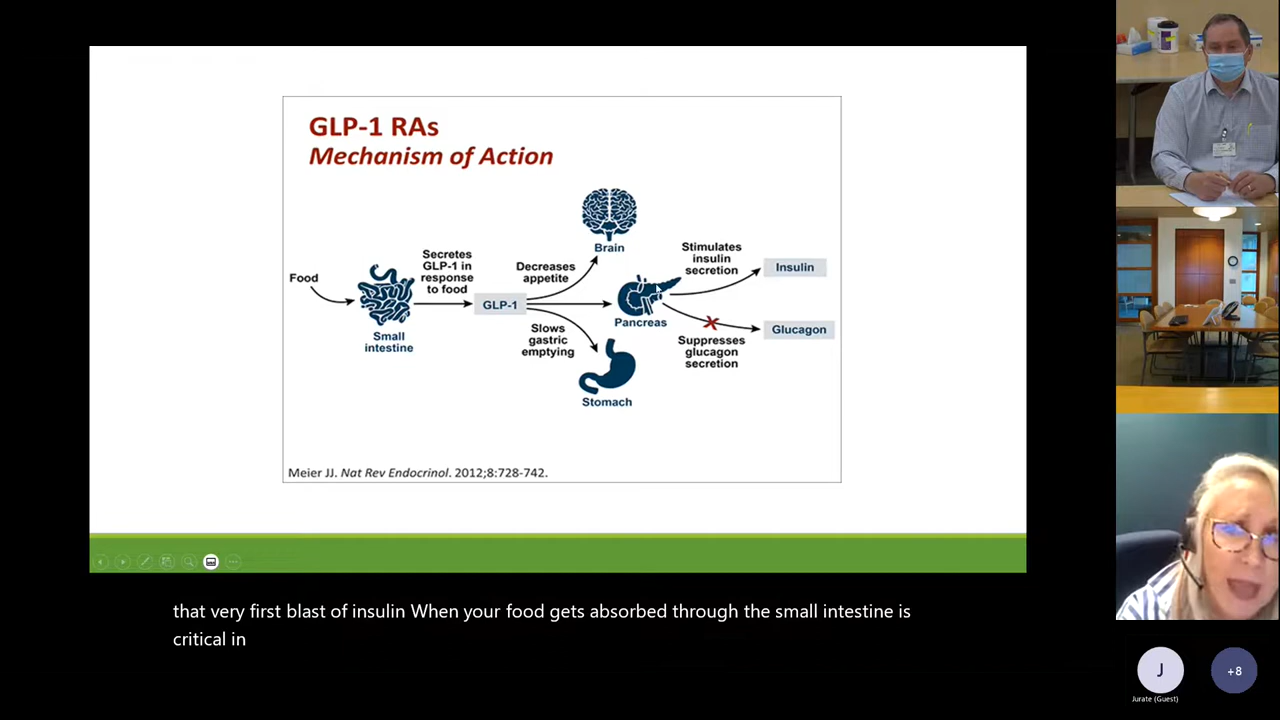 GLP-1 RAs
Mechanism of Action
Food
Small
intestine
Secretes
GLP-1 in
response
to food
GLP-1
Decreases
appetite
Brain
Slows
gastric
emptying
Stomach
Pancreas
Stimulates
insulin
secretion
Insulin
Suppresses
glucagon
secretion
Glucagon
Meier JJ. Nat Rev Endocrinol. 2012;8:728-742.
that very first blast of insulin When your food gets absorbed through the small intestine is
critical in
J
Jurate (Guest)
+8